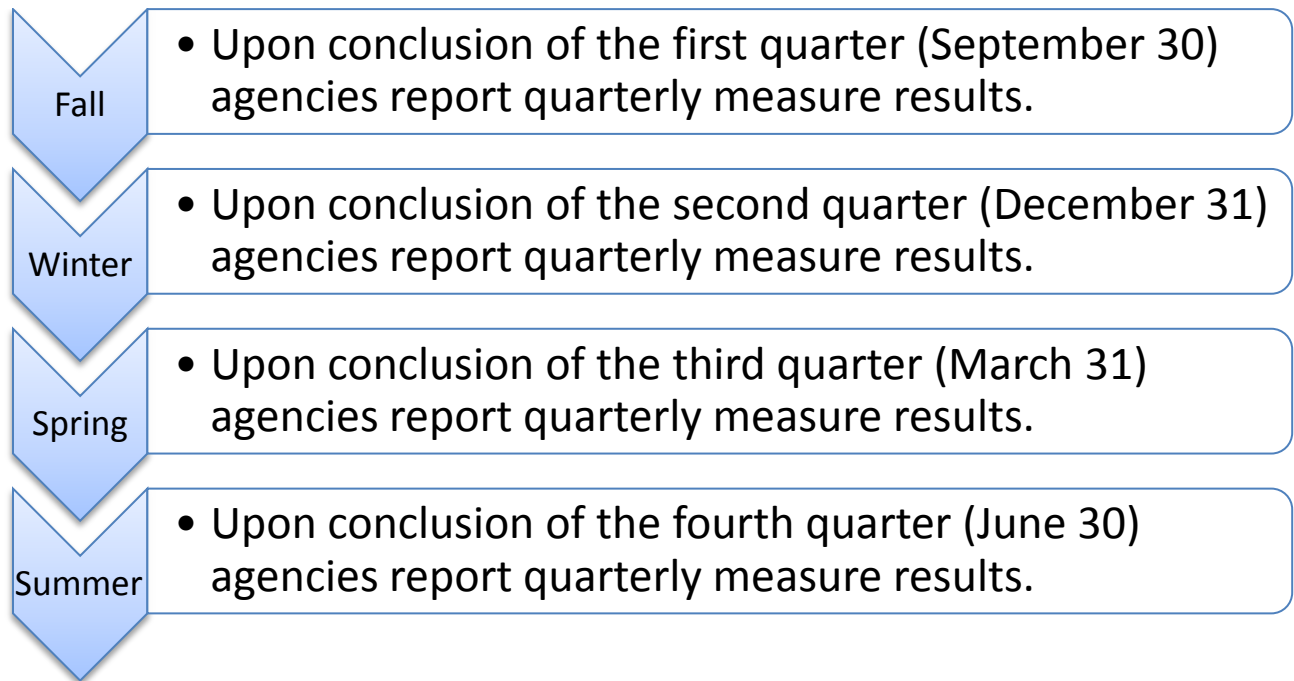 Fall
• Upon conclusion of the first quarter (September 30)
agencies report quarterly measure results.
Winter
• Upon conclusion of the second quarter (December 31)
agencies report quarterly measure results.
Spring
• Upon conclusion of the third quarter (March 31)
agencies report quarterly measure results.
Summer
• Upon conclusion of the fourth quarter (June 30)
agencies report quarterly measure results.